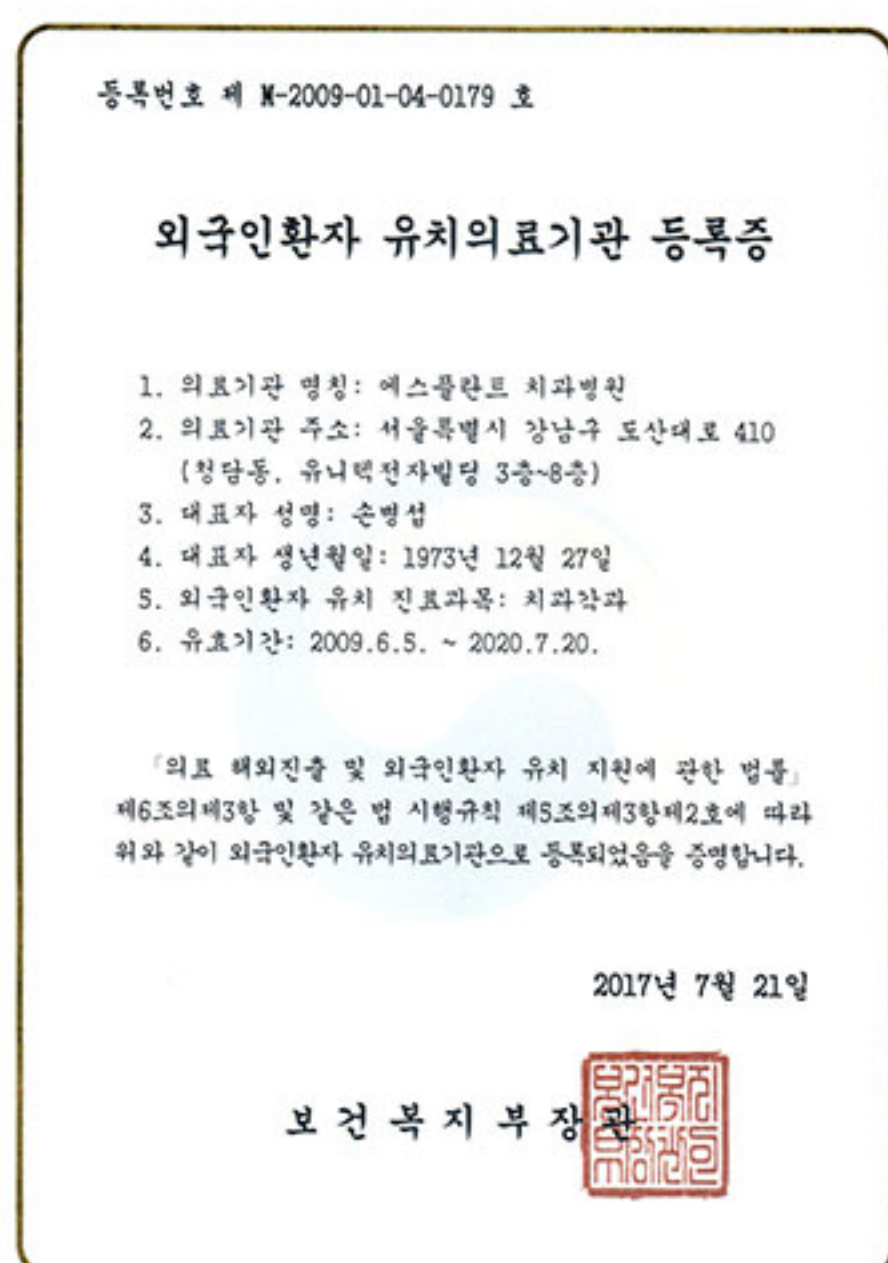 등록번호 제 M-2009-01-04-0179 호
외국인환자 유치의료기관 등록증
1. 의료기관 명칭: 에스플란트 치과병원
2. 의료기관 주소: 서울특별시 강남구 도산대로 410
(청담동, 유니텍전자빌딩 3층~8층)
3. 대표자 성명: 손병섭
4. 대표자 생년월일: 1973년 12월 27일
5. 외국인환자 유치 진료과목: 치과각과
6. 유효기간: 2009.6.5. ~ 2020.7.20.
「의료 해외진출 및 외국인환자 유치 지원에 관한 법률」
제6조의제3항 및 같은 법 시행규칙 제5조의제3항제2호에 따라
위와 같이 외국인환자 유치의료기관으로 등록되었음을 증명합니다.
2017년 7월 21일
보건복지부장관